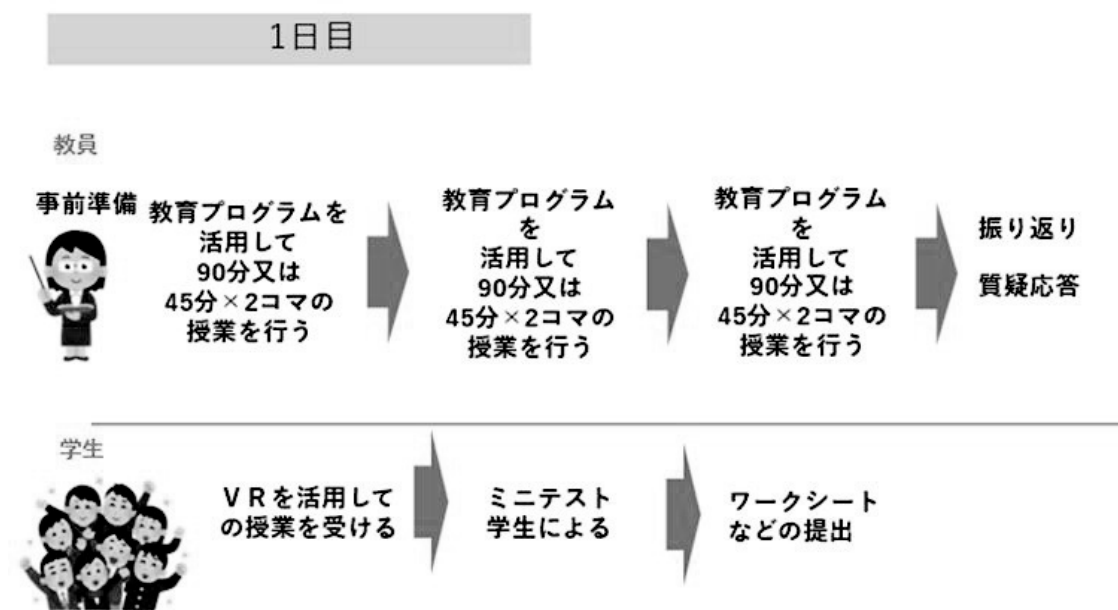 1日目
教員
事前準備
教育プログラムを
活用して
90分又は
45分×2コマの
授業を行う
教育プログラム
を
活用して
90分又は
45分×2コマの
授業を行う
教育プログラム
を
活用して
90分又は
45分×2コマの
授業を行う
振り返り
質疑応答
学生
ＶＲを活用して
の授業を受ける
ミニテスト
学生による
ワークシート
などの提出